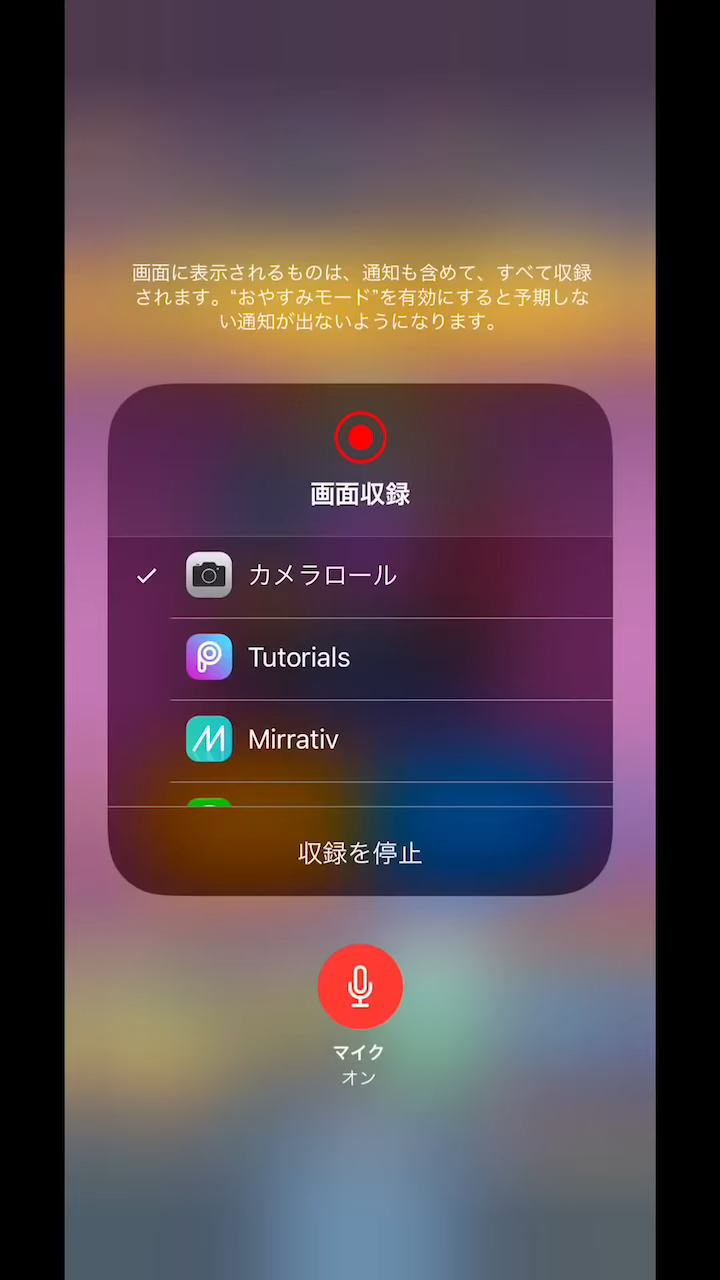 画面に表示されるものは、通知も含めて、すべて収録
されます。“おやすみモード”を有効にすると予期しな
い通知が出ないようになります。
画面収録
カメラロール
Tutorials
Mirrativ
収録を停止
マイク
オン